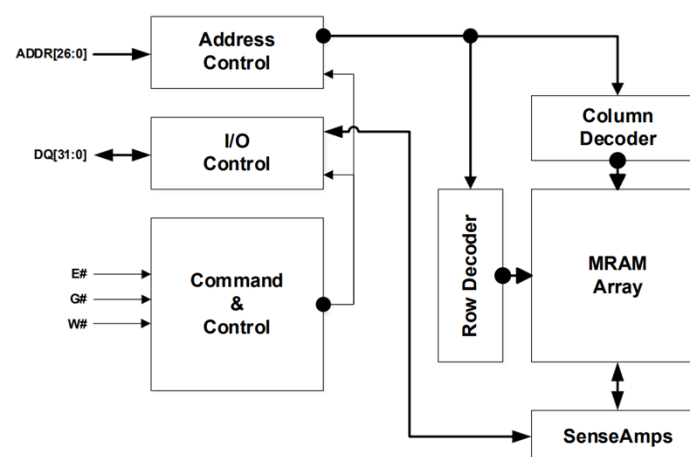 ADDR[26:0]
Address
Control
DQ[31:0]
I/O
Control
E#
G#
W#
Command
&
Control
Row Decoder
Column
Decoder
MRAM
Array
SenseAmps